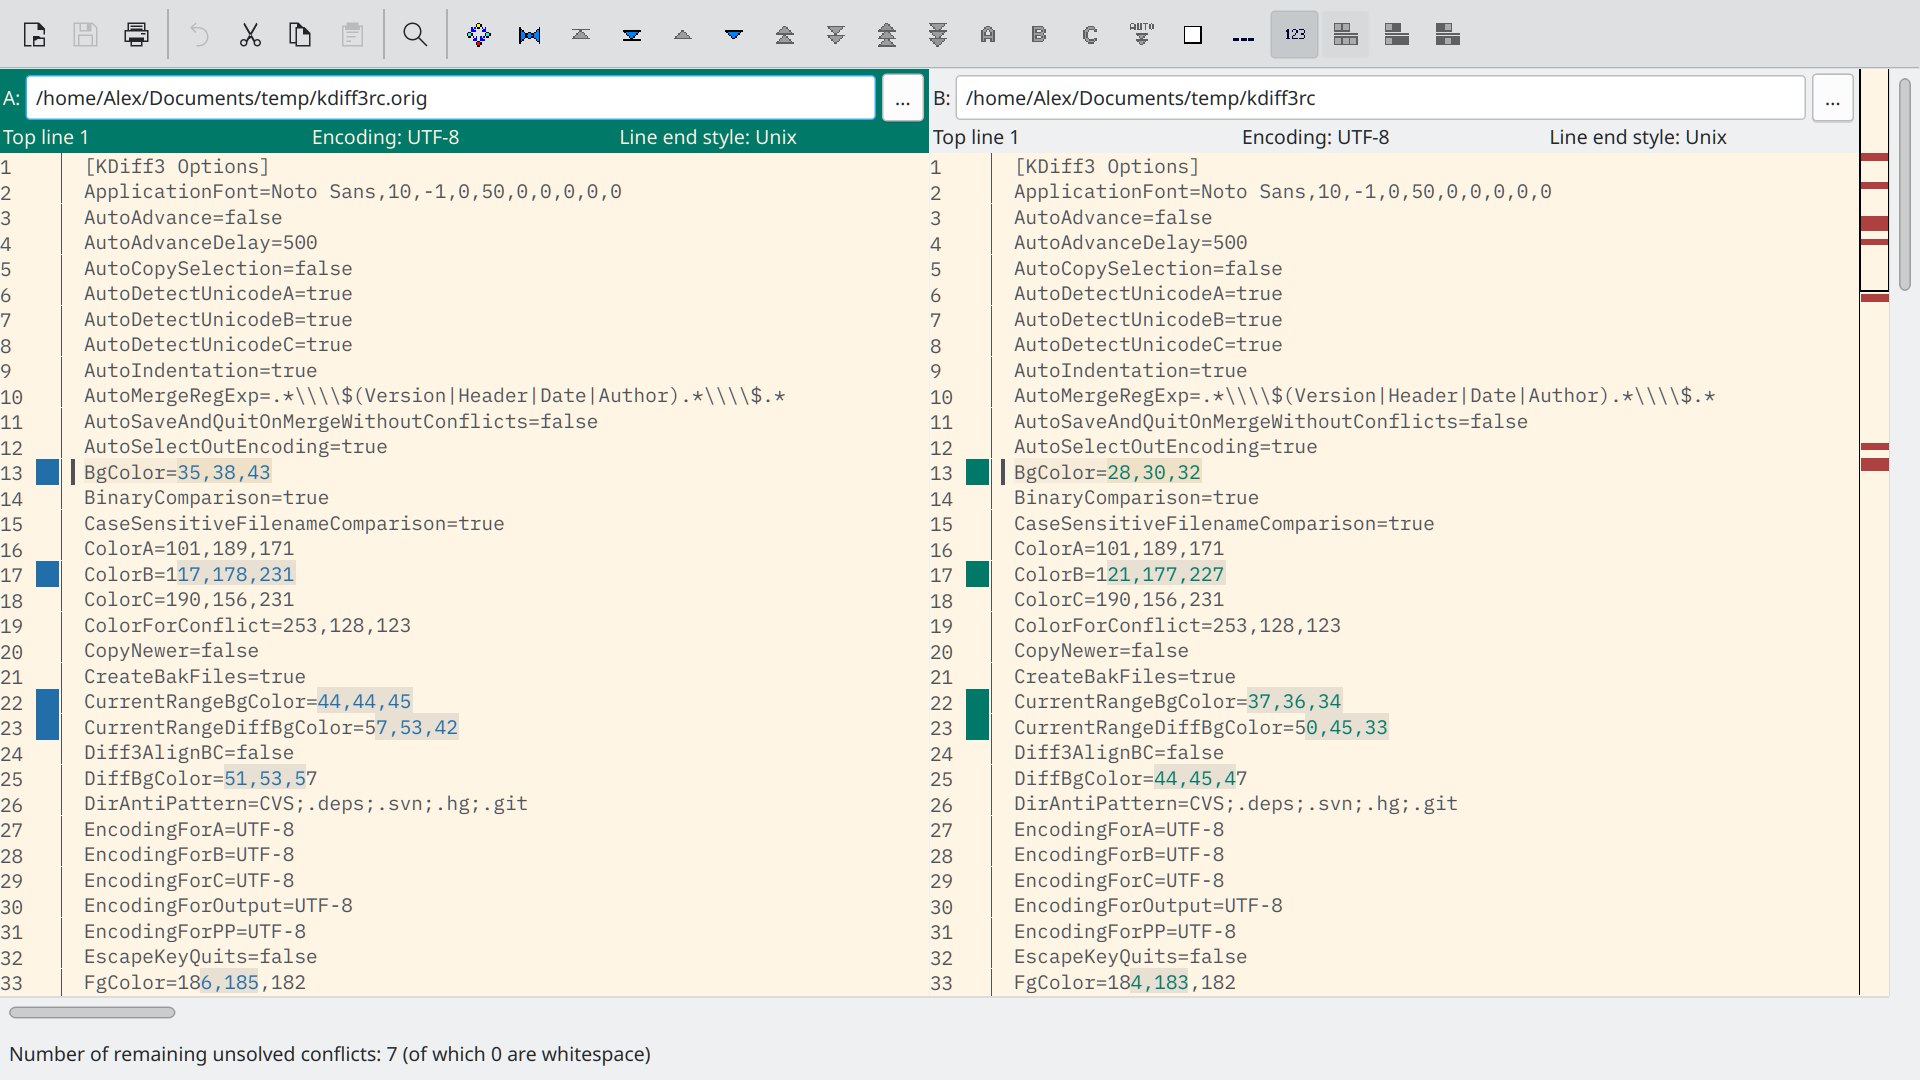 A
B
C
AUTO
123
A: /home/Alex/Documents/temp/kdiff3rc.orig ...
Top line 1 Encoding: UTF-8 Line end style: Unix
1 [KDiff3 Options]
2 ApplicationFont=Noto Sans,10,-1,0,50,0,0,0,0,0
3 AutoAdvance=false
4 AutoAdvanceDelay=500
5 AutoCopySelection=false
6 AutoDetectUnicodeA=true
7 AutoDetectUnicodeB=true
8 AutoDetectUnicodeC=true
9 AutoIndentation=true
10 AutoMergeRegExp=.*\\\\$(Version|Header|Date|Author).*\\\\$.*
11 AutoSaveAndQuitOnMergeWithoutConflicts=false
12 AutoSelectOutEncoding=true
13 BgColor=35,38,43
14 BinaryComparison=true
15 CaseSensitiveFilenameComparison=true
16 ColorA=101,189,171
17 ColorB=117,178,231
18 ColorC=190,156,231
19 ColorForConflict=253,128,123
20 CopyNewer=false
21 CreateBakFiles=true
22 CurrentRangeBgColor=44,44,45
23 CurrentRangeDiffBgColor=57,53,42
24 Diff3AlignBC=false
25 DiffBgColor=51,53,57
26 DirAntiPattern=CVS;.deps;.svn;.hg;.git
27 EncodingForA=UTF-8
28 EncodingForB=UTF-8
29 EncodingForC=UTF-8
30 EncodingForOutput=UTF-8
31 EncodingForPP=UTF-8
32 EscapeKeyQuits=false
33 FgColor=186,185,182
B: /home/Alex/Documents/temp/kdiff3rc ...
Top line 1 Encoding: UTF-8 Line end style: Unix
1 [KDiff3 Options]
2 ApplicationFont=Noto Sans,10,-1,0,50,0,0,0,0,0
3 AutoAdvance=false
4 AutoAdvanceDelay=500
5 AutoCopySelection=false
6 AutoDetectUnicodeA=true
7 AutoDetectUnicodeB=true
8 AutoDetectUnicodeC=true
9 AutoIndentation=true
10 AutoMergeRegExp=.*\\\\$(Version|Header|Date|Author).*\\\\$.*
11 AutoSaveAndQuitOnMergeWithoutConflicts=false
12 AutoSelectOutEncoding=true
13 BgColor=28,30,32
14 BinaryComparison=true
15 CaseSensitiveFilenameComparison=true
16 ColorA=101,189,171
17 ColorB=121,177,227
18 ColorC=190,156,231
19 ColorForConflict=253,128,123
20 CopyNewer=false
21 CreateBakFiles=true
22 CurrentRangeBgColor=37,36,34
23 CurrentRangeDiffBgColor=50,45,33
24 Diff3AlignBC=false
25 DiffBgColor=44,45,47
26 DirAntiPattern=CVS;.deps;.svn;.hg;.git
27 EncodingForA=UTF-8
28 EncodingForB=UTF-8
29 EncodingForC=UTF-8
30 EncodingForOutput=UTF-8
31 EncodingForPP=UTF-8
32 EscapeKeyQuits=false
33 FgColor=184,183,182
Number of remaining unsolved conflicts: 7 (of which 0 are whitespace)